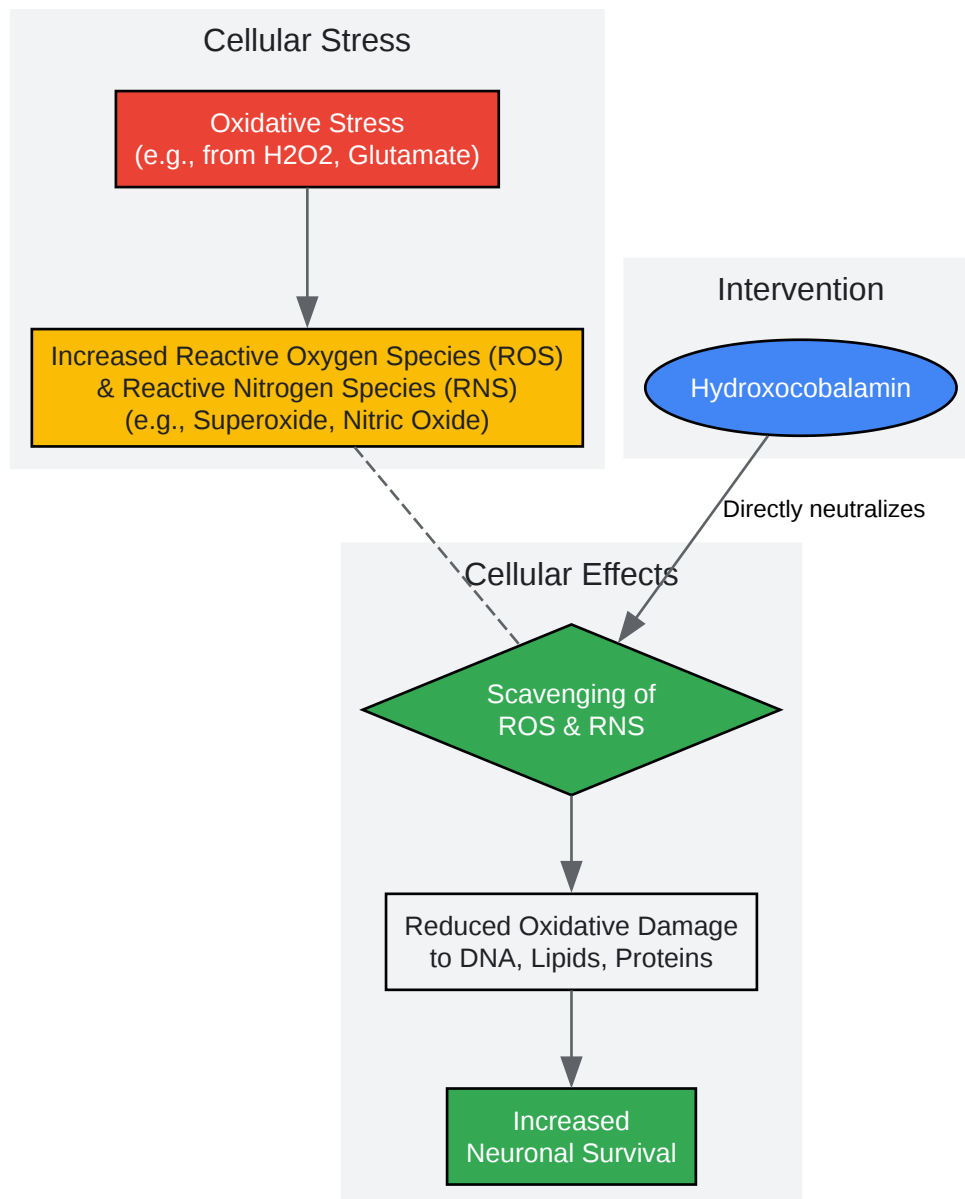 Cellular Stress
Oxidative Stress
(e.g., from H2O2, Glutamate)
Increased Reactive Oxygen Species (ROS)
& Reactive Nitrogen Species (RNS)
(e.g., Superoxide, Nitric Oxide)
Intervention
Hydroxocobalamin
Directly neutralizes
Cellular Effects
Scavenging of
ROS & RNS
Reduced Oxidative Damage
to DNA, Lipids, Proteins
Increased
Neuronal Survival